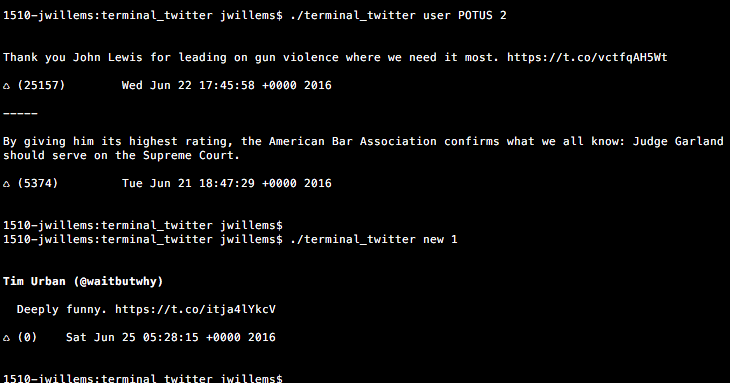 1510-jwillems:terminal_twitter jwillems$ ./terminal_twitter user POTUS 2
Thank you John Lewis for leading on gun violence where we need it most. https://t.co/vctfqAH5Wt
♺ (25157) Wed Jun 22 17:45:58 +0000 2016
-----
By giving him its highest rating, the American Bar Association confirms what we all know: Judge Garland
should serve on the Supreme Court.
♺ (5374) Tue Jun 21 18:47:29 +0000 2016
1510-jwillems:terminal_twitter jwillems$
1510-jwillems:terminal_twitter jwillems$ ./terminal_twitter new 1
Tim Urban (@waitbutwhy)
Deeply funny. https://t.co/itja4lYkcV
♺ (0) Sat Jun 25 05:28:15 +0000 2016
1510-jwillems:terminal_twitter jwillems$